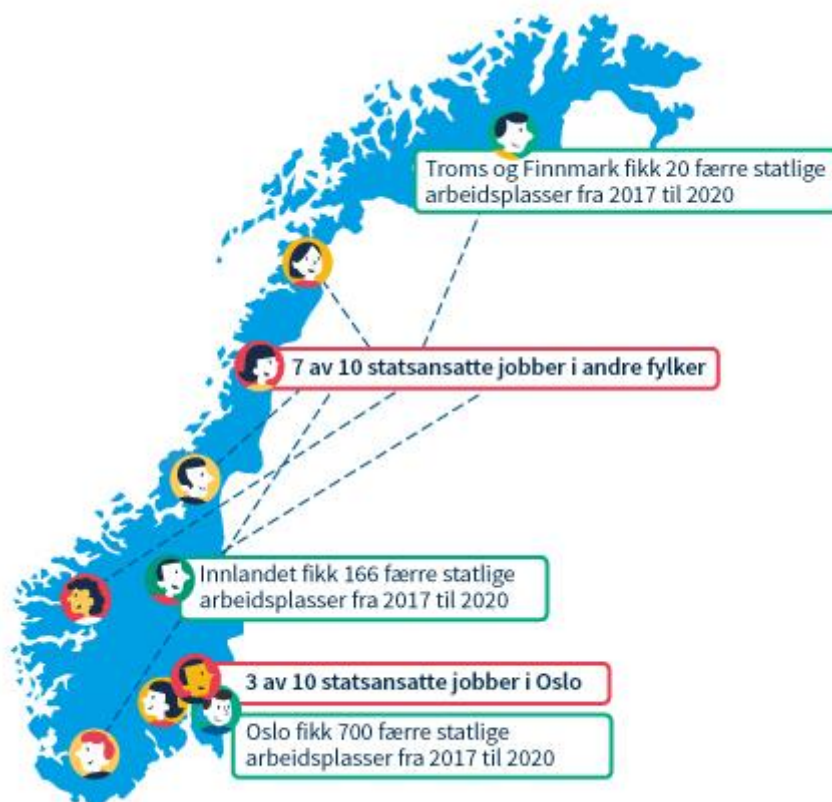 Troms og Finnmark fikk 20 færre statlige
arbeidsplasser fra 2017 til 2020
7 av 10 statsansatte jobber i andre fylker
Innlandet fikk 166 færre statlige
arbeidsplasser fra 2017 til 2020
3 av 10 statsansatte jobber i Oslo
Oslo fikk 700 færre statlige
arbeidsplasser fra 2017 til 2020